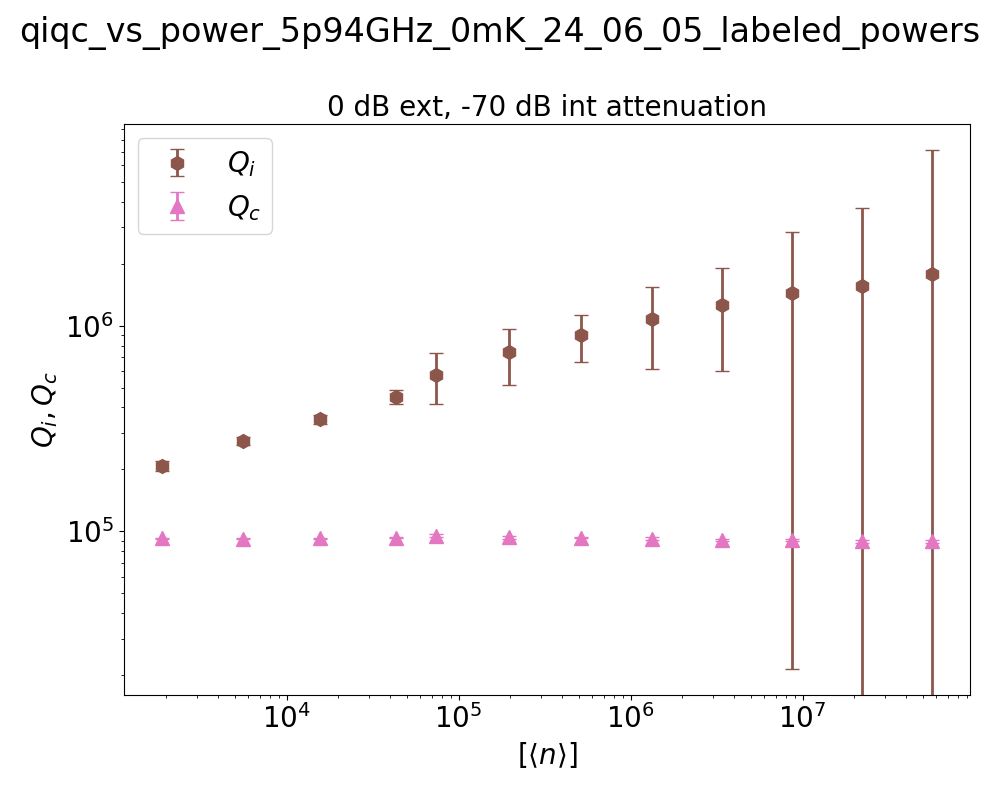 qiqc_vs_power_5p94GHz_0mK_24_06_05_labeled_powers
0 dB ext, -70 dB int attenuation
Q_i
Q_c
10^6
10^5
Q_i, Q_c
10^4 10^5 10^6 10^7
[⟨n⟩]